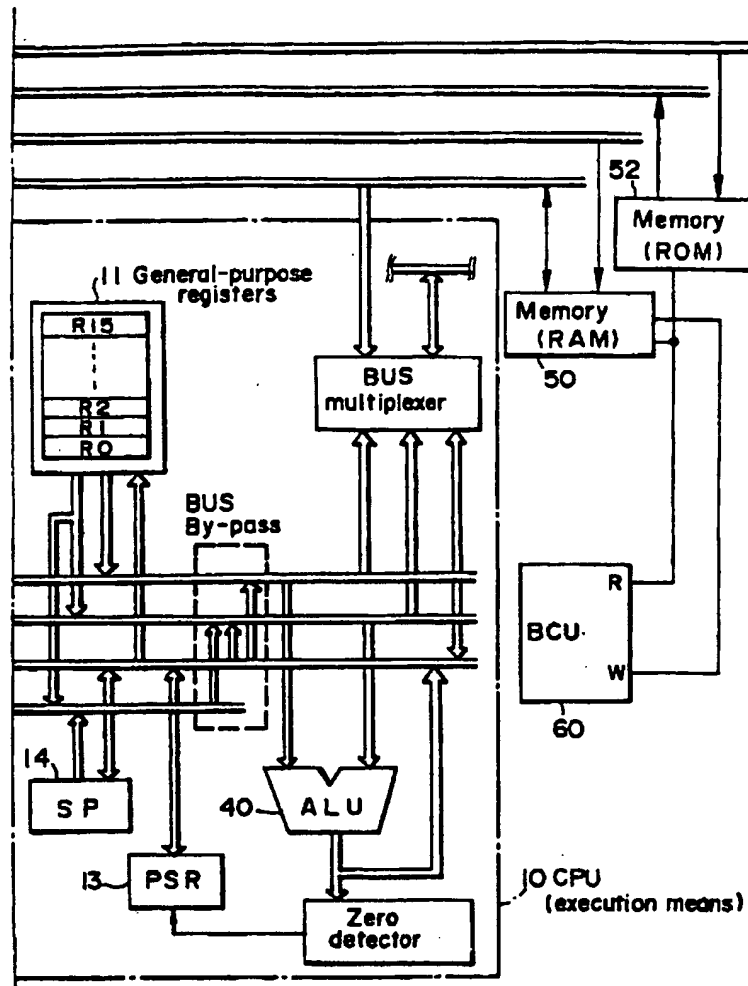 52
Memory
(ROM)
11 General-purpose
registers
R15
R2
R1
R0
Memory
(RAM)
50
BUS
multiplexer
BUS
By-pass
R
BCU
W
60
14
SP
40
ALU
13
PSR
Zero
detector
10 CPU
(execution means)